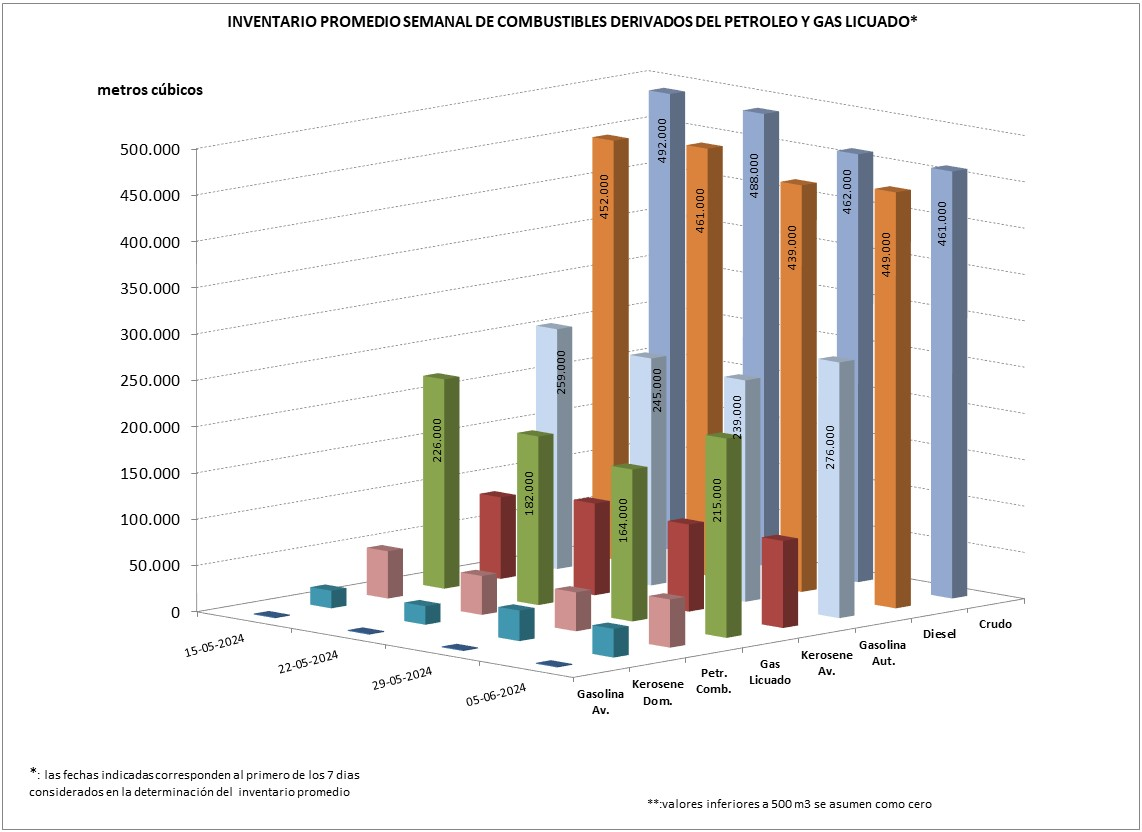 INVENTARIO PROMEDIO SEMANAL DE COMBUSTIBLES DERIVADOS DEL PETROLEO Y GAS LICUADO*
metros cúbicos
500.000
450.000
400.000
350.000
300.000
250.000
200.000
150.000
100.000
50.000
0
492.000
488.000
462.000
461.000
452.000
461.000
439.000
449.000
259.000
245.000
239.000
276.000
226.000
182.000
164.000
215.000
15-05-2024
22-05-2024
29-05-2024
05-06-2024
Gasolina
Av.
Kerosene
Dom.
Petr.
Comb.
Gas
Licuado
Kerosene
Av.
Gasolina
Aut.
Diesel
Crudo
*: las fechas indicadas corresponden al primero de los 7 dias
considerados en la determinación del inventario promedio
**:valores inferiores a 500 m3 se asumen como cero